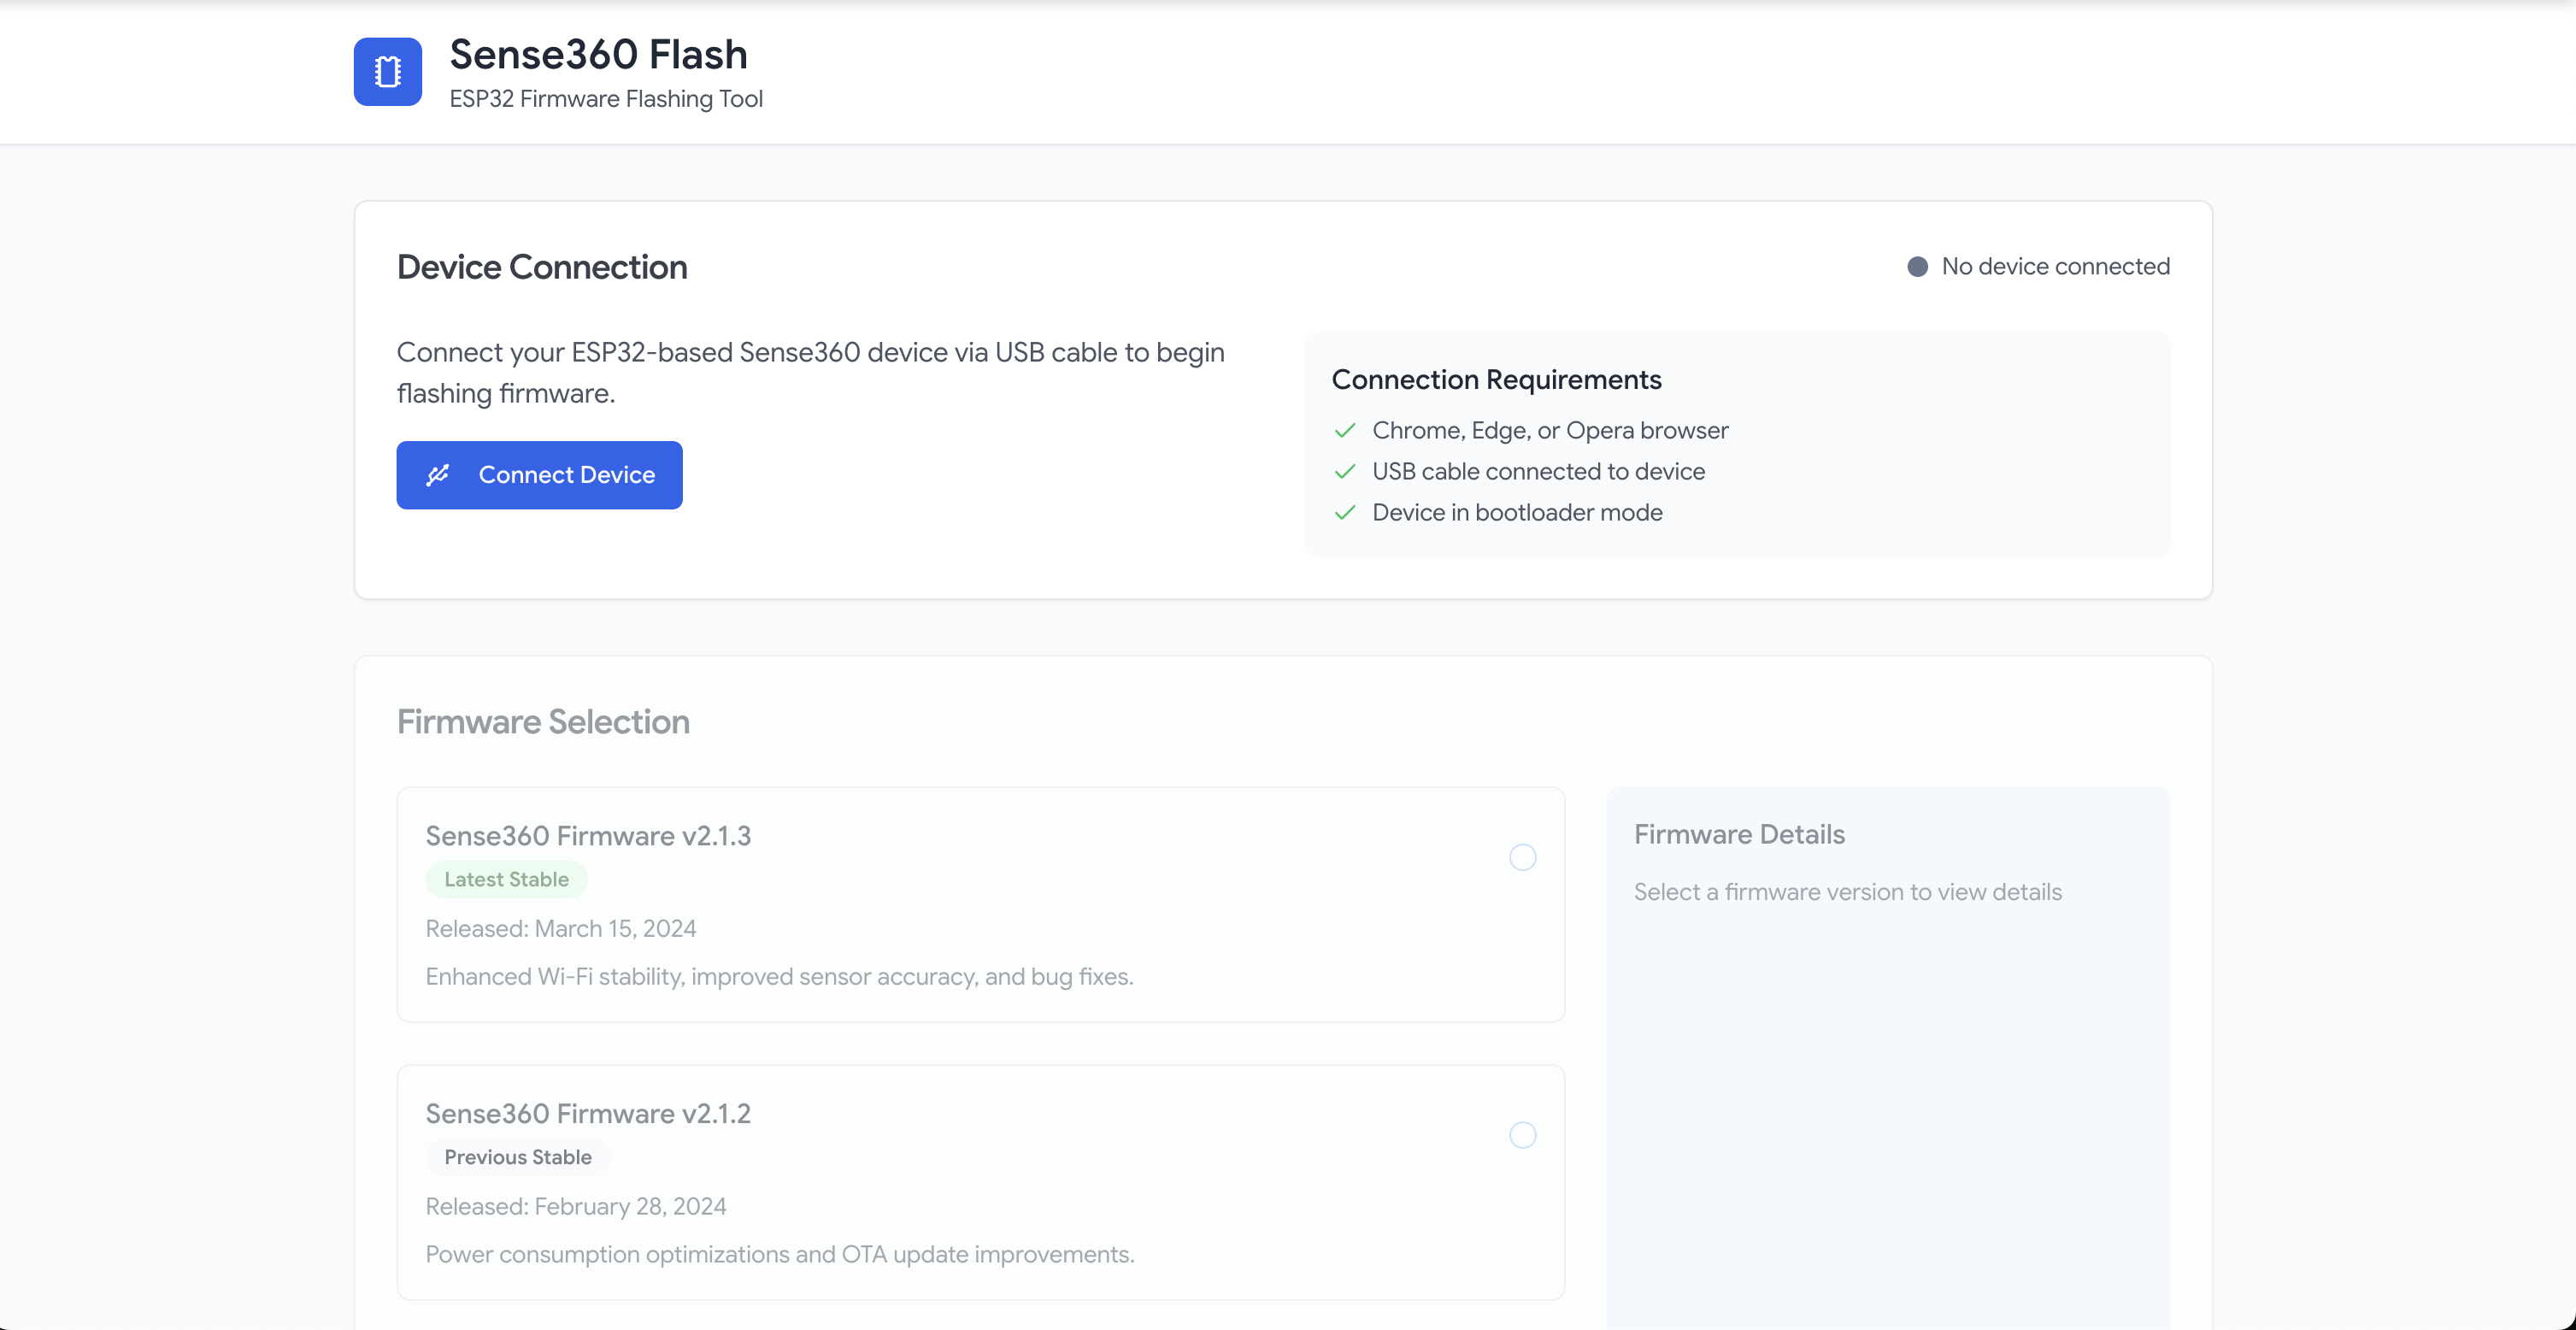 Sense360 Flash
ESP32 Firmware Flashing Tool
Device Connection
No device connected
Connect your ESP32-based Sense360 device via USB cable to begin
flashing firmware.
Connect Device
Connection Requirements
Chrome, Edge, or Opera browser
USB cable connected to device
Device in bootloader mode
Firmware Selection
Sense360 Firmware v2.1.3
Latest Stable
Released: March 15, 2024
Enhanced Wi-Fi stability, improved sensor accuracy, and bug fixes.
Sense360 Firmware v2.1.2
Previous Stable
Released: February 28, 2024
Power consumption optimizations and OTA update improvements.
Firmware Details
Select a firmware version to view details